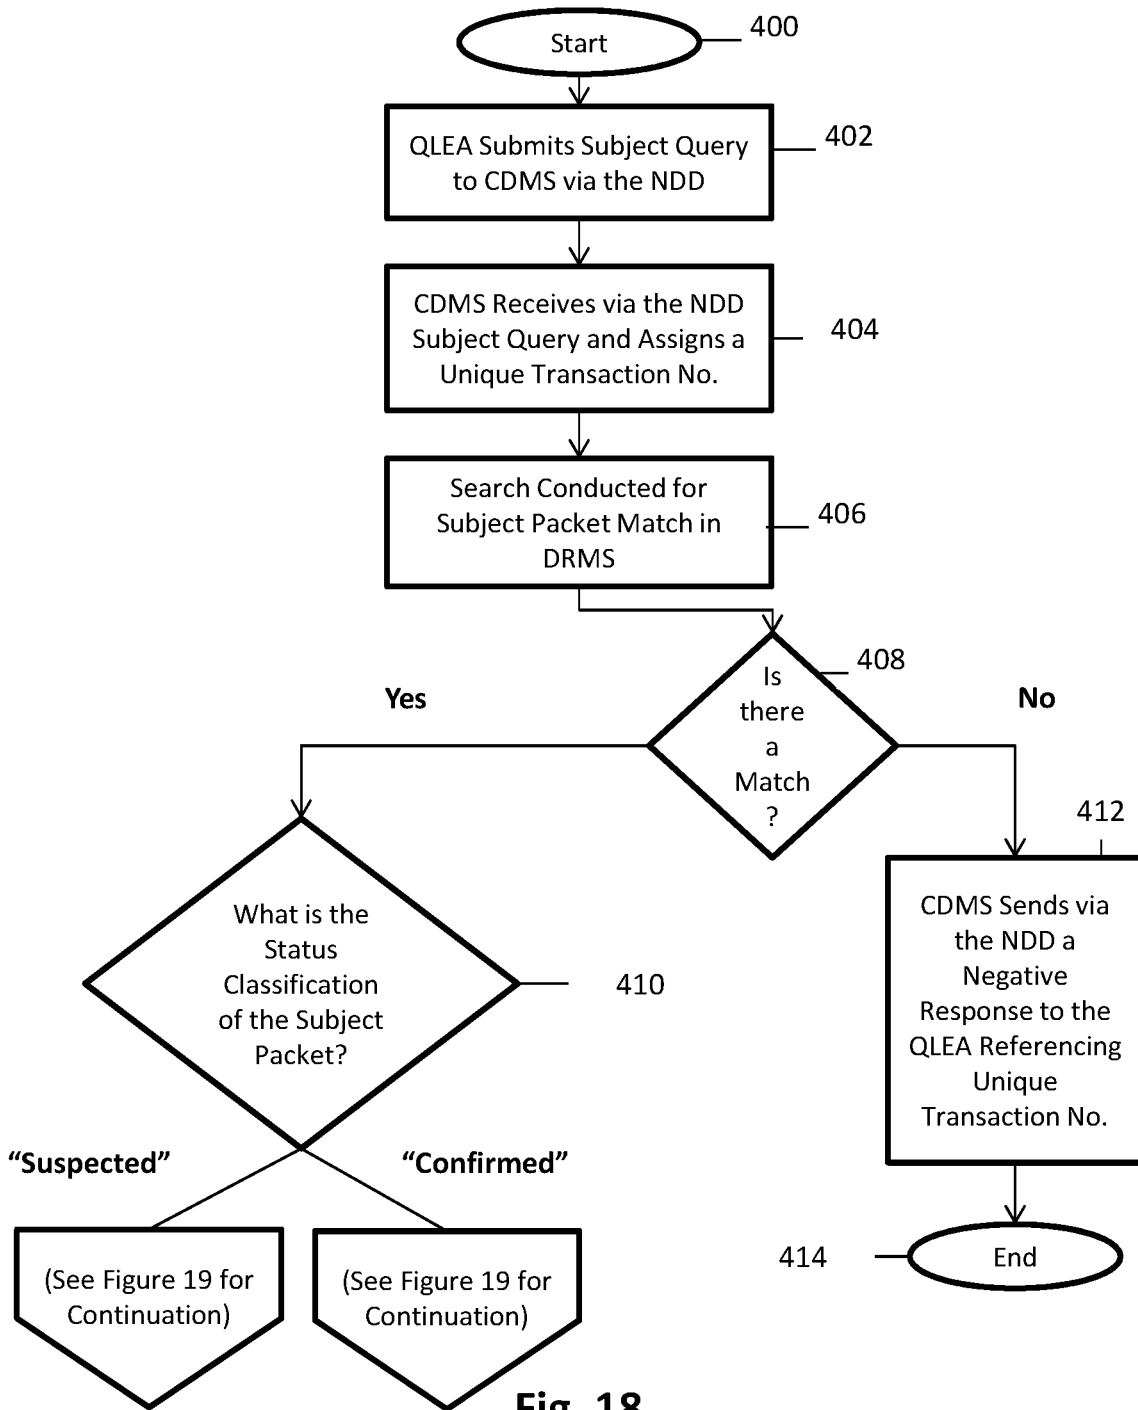 Start
400
QLEA Submits Subject Query
to CDMS via the NDD
402
CDMS Receives via the NDD
Subject Query and Assigns a
Unique Transaction No.
404
Search Conducted for
Subject Packet Match in
DRMS
406
Is
there
a
Match
?
408
Yes
No
What is the
Status
Classification
of the Subject
Packet?
410
412
CDMS Sends via
the NDD a
Negative
Response to the
QLEA Referencing
Unique
Transaction No.
"Suspected"
"Confirmed"
(See Figure 19 for
Continuation)
(See Figure 19 for
Continuation)
414
End
Fig. 18